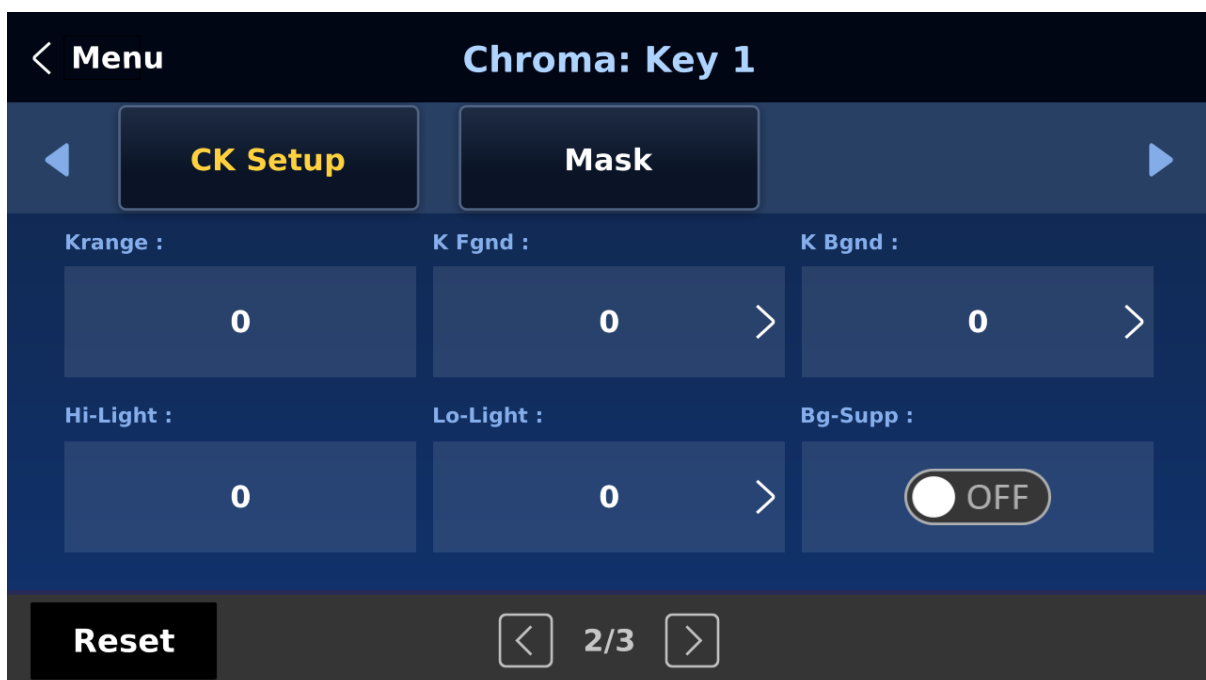 Menu
Chroma: Key 1
CK Setup
Mask
Krange :
K Fgnd :
K Bgnd :
0
0
0
Hi-Light :
Lo-Light :
Bg-Supp :
0
0
OFF
Reset
2/3